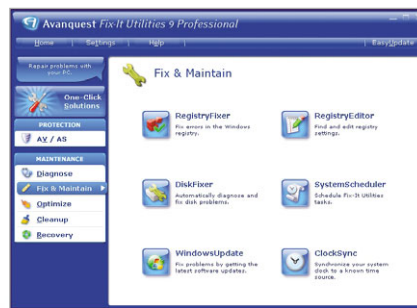 Avanquest Fix-It Utilities 9 Professional
Home Settings Help EasyUpdate
Repair problems with
your PC.
One-Click
Solutions
PROTECTION
AV / AS
MAINTENANCE
Diagnose
Fix & Maintain
Optimize
Cleanup
Recovery
Fix & Maintain
RegistryFixer
Fix errors in the Windows
registry.
RegistryEditor
Find and edit registry
settings.
DiskFixer
Automatically diagnose and
fix disk problems.
SystemScheduler
Schedule Fix-It Utilities
tasks.
WindowsUpdate
Fix problems by getting the
latest software updates.
ClockSync
Synchronize your system
clock to a known time
source.